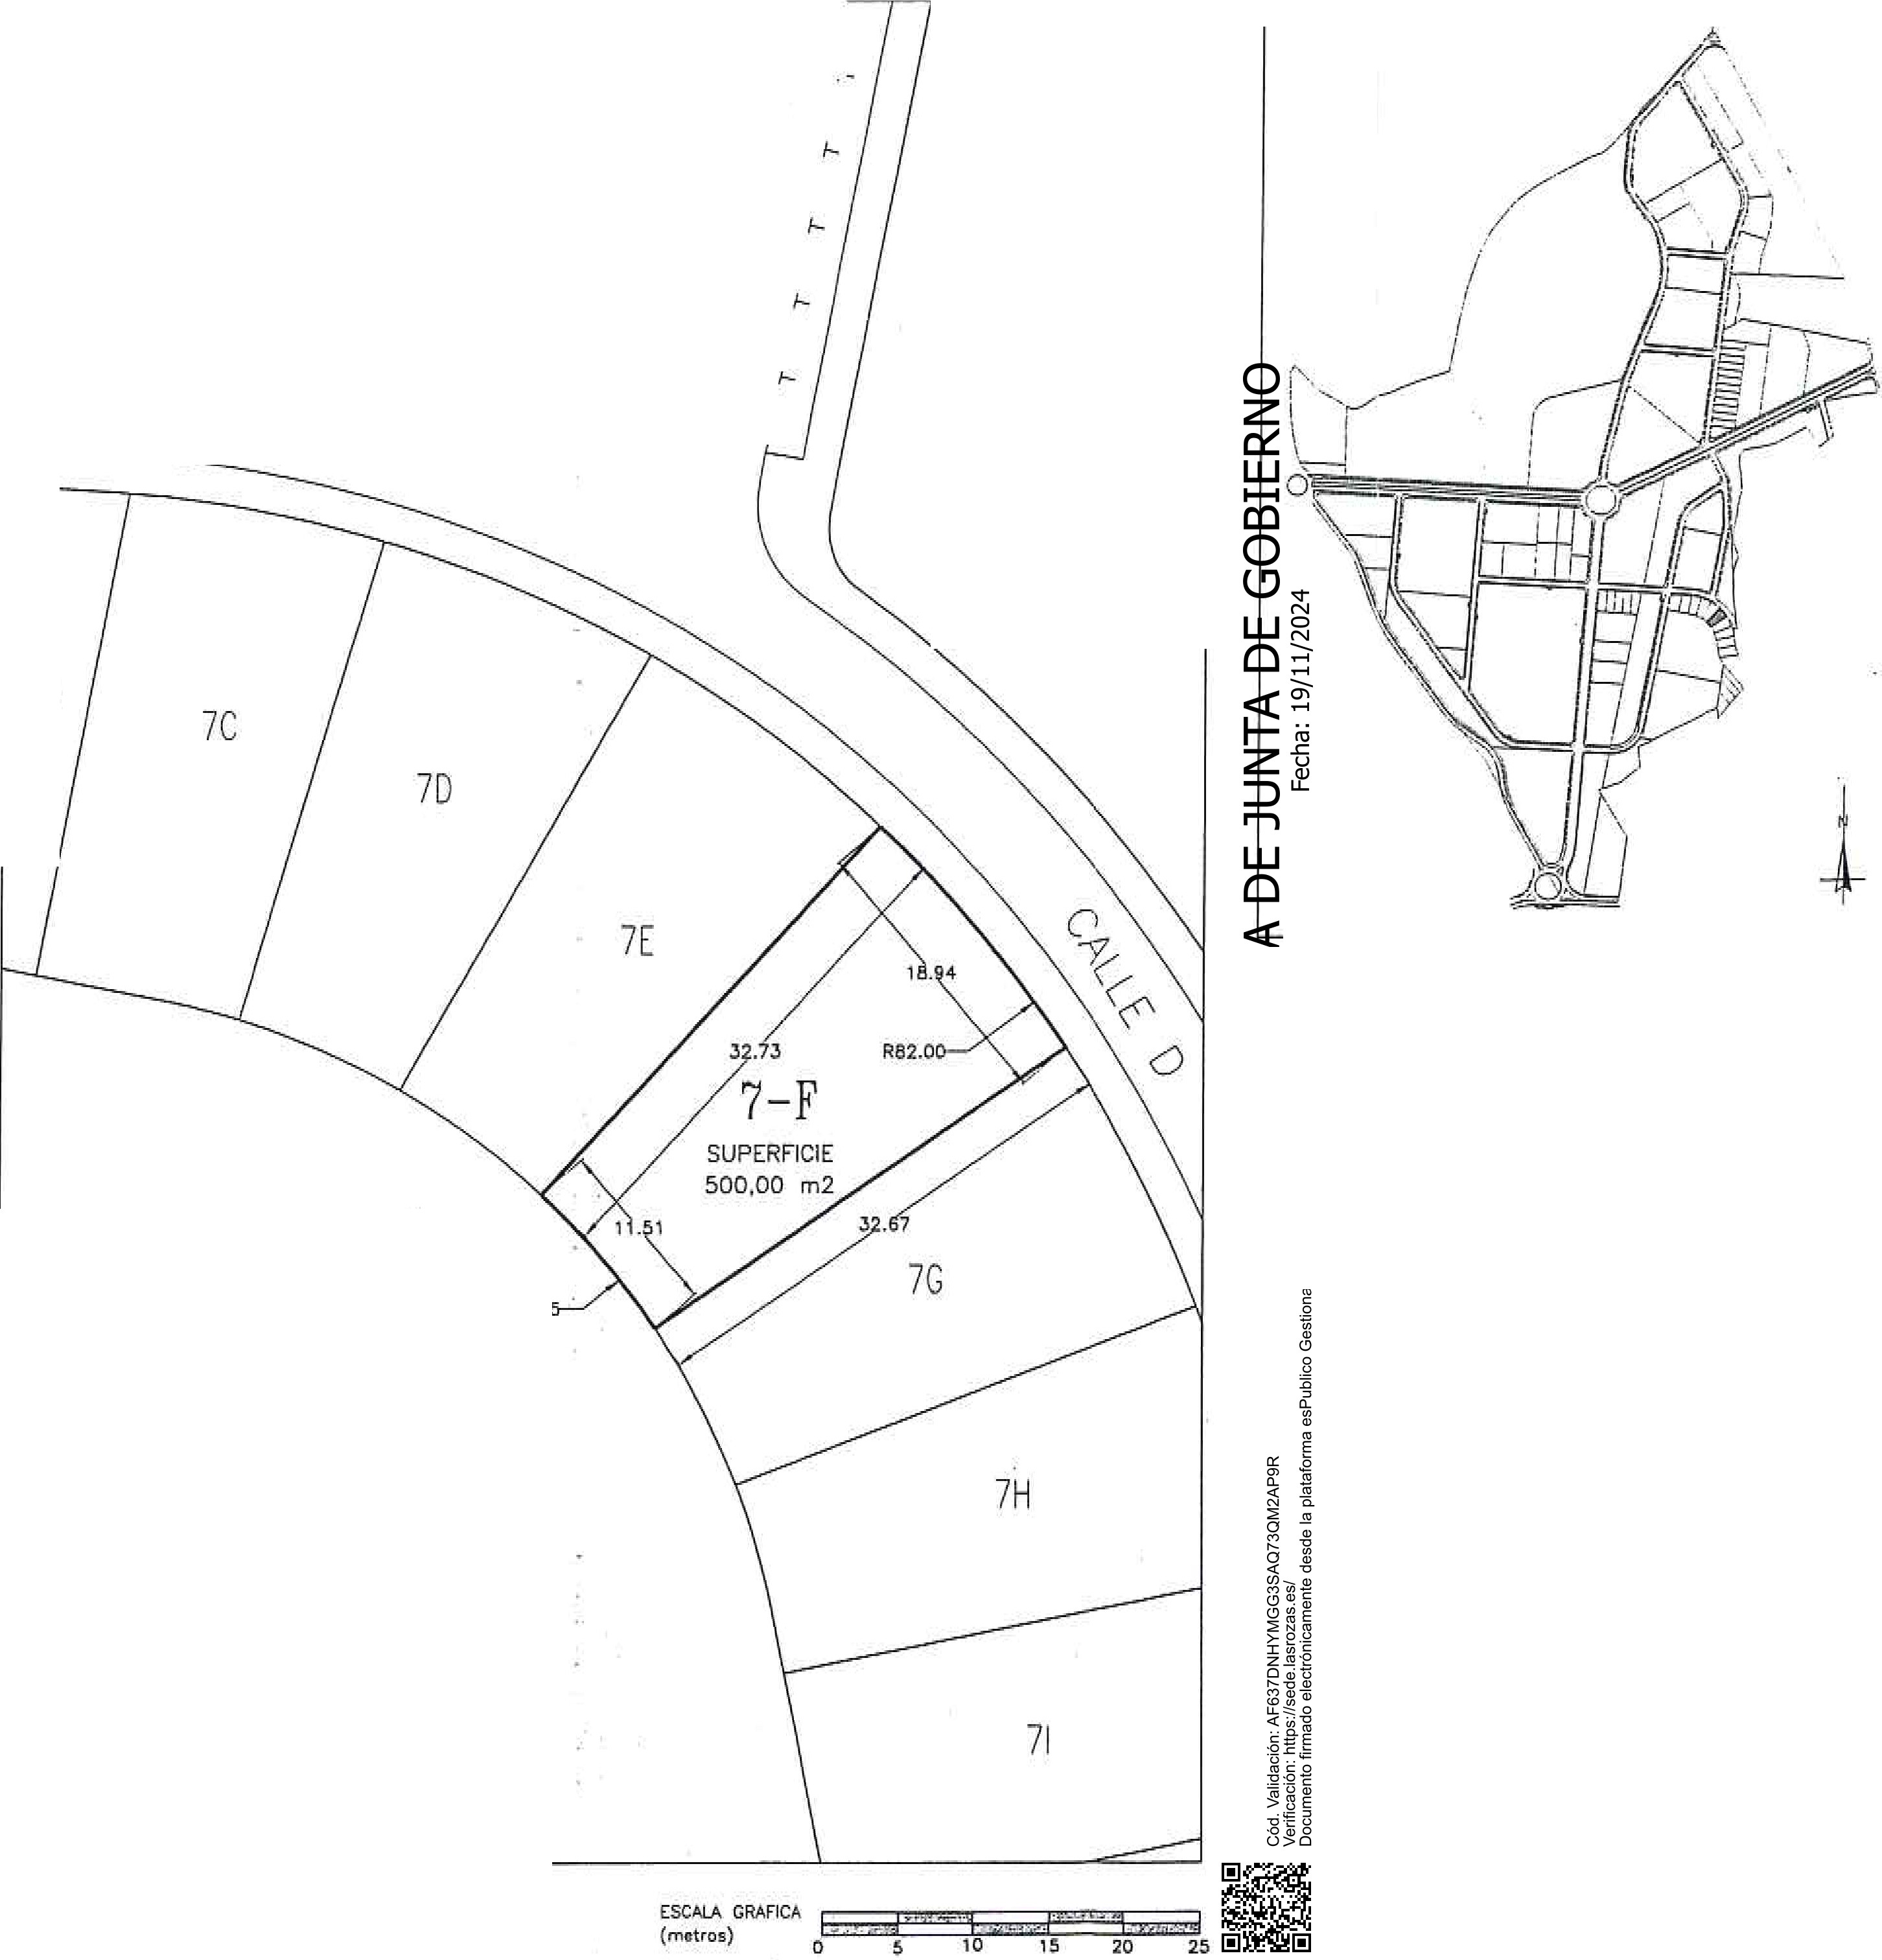 7C
7D
7E
18.94
CALLE D
32.73
R82.00
7-F
SUPERFICIE
500,00 m2
11.51
32.67
7G
5
7H
7I
ESCALA GRAFICA
(metros)
0 5 10 15 20 25
A DE JUNTA DE GOBIERNO
Fecha: 19/11/2024
N
Cód. Validación: AF637DNHYMGG3SAQ73QM2AP9R
Verificación: https://sede.lasrozas.es/
Documento firmado electrónicamente desde la plataforma esPublico Gestiona